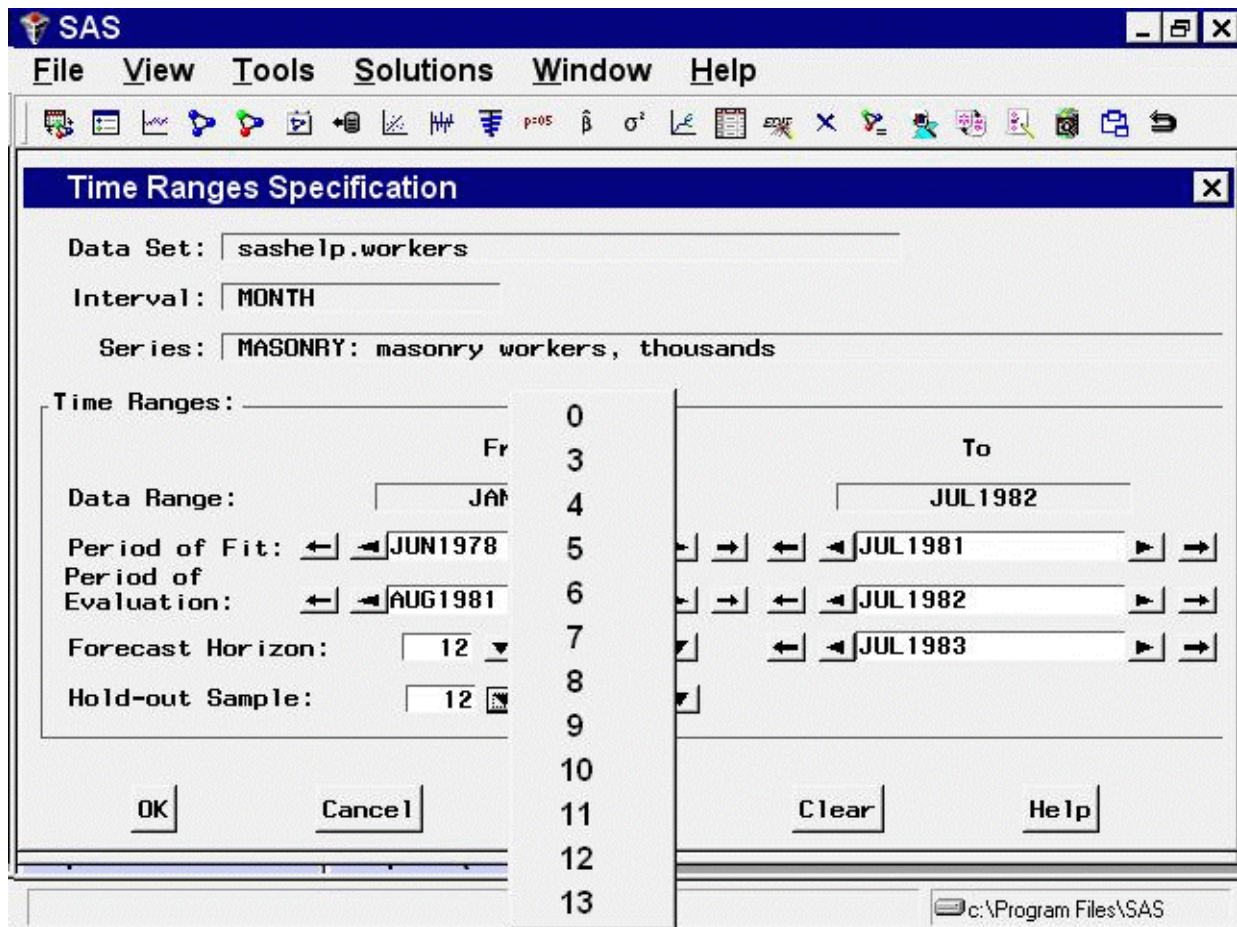 SAS
File View Tools Solutions Window Help
p=05 β̂ σ²
Time Ranges Specification
Data Set: sashelp.workers
Interval: MONTH
Series: MASONRY: masonry workers, thousands
Time Ranges:
Fr To
Data Range: JAN JUL1982
Period of Fit: JUN1978 JUL1981
Period of
Evaluation: AUG1981 JUL1982
Forecast Horizon: 12 JUL1983
Hold-out Sample: 12
0
3
4
5
6
7
8
9
10
11
12
13
OK Cancel Clear Help
c:\Program Files\SAS